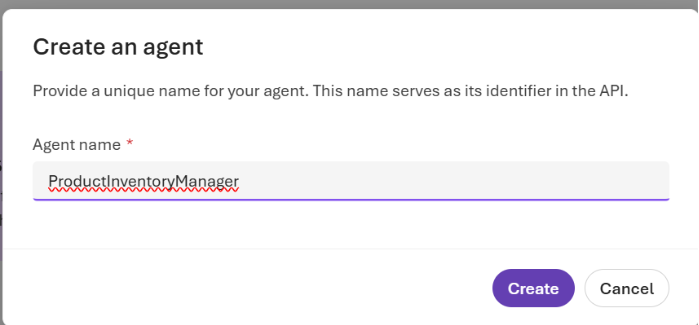 Create an agent
Provide a unique name for your agent. This name serves as its identifier in the API.
Agent name *
ProductInventoryManager
Create
Cancel